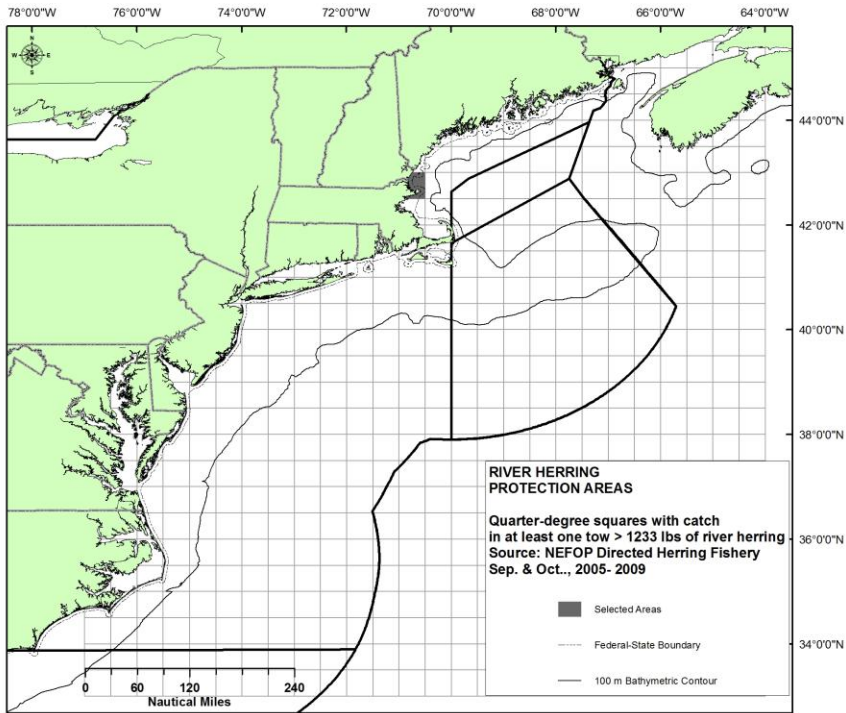 78°0'0"W 76°0'0"W 74°0'0"W 72°0'0"W 70°0'0"W 68°0'0"W 66°0'0"W 64°0'0"W
N
W E
S
44°0'0"N
42°0'0"N
40°0'0"N
38°0'0"N
36°0'0"N
34°0'0"N
RIVER HERRING
PROTECTION AREAS
Quarter-degree squares with catch
in at least one tow > 1233 lbs of river herring
Source: NEFOP Directed Herring Fishery
Sep. & Oct.., 2005- 2009
Selected Areas
Federal-State Boundary
100 m Bathymetric Contour
0 60 120 240
Nautical Miles